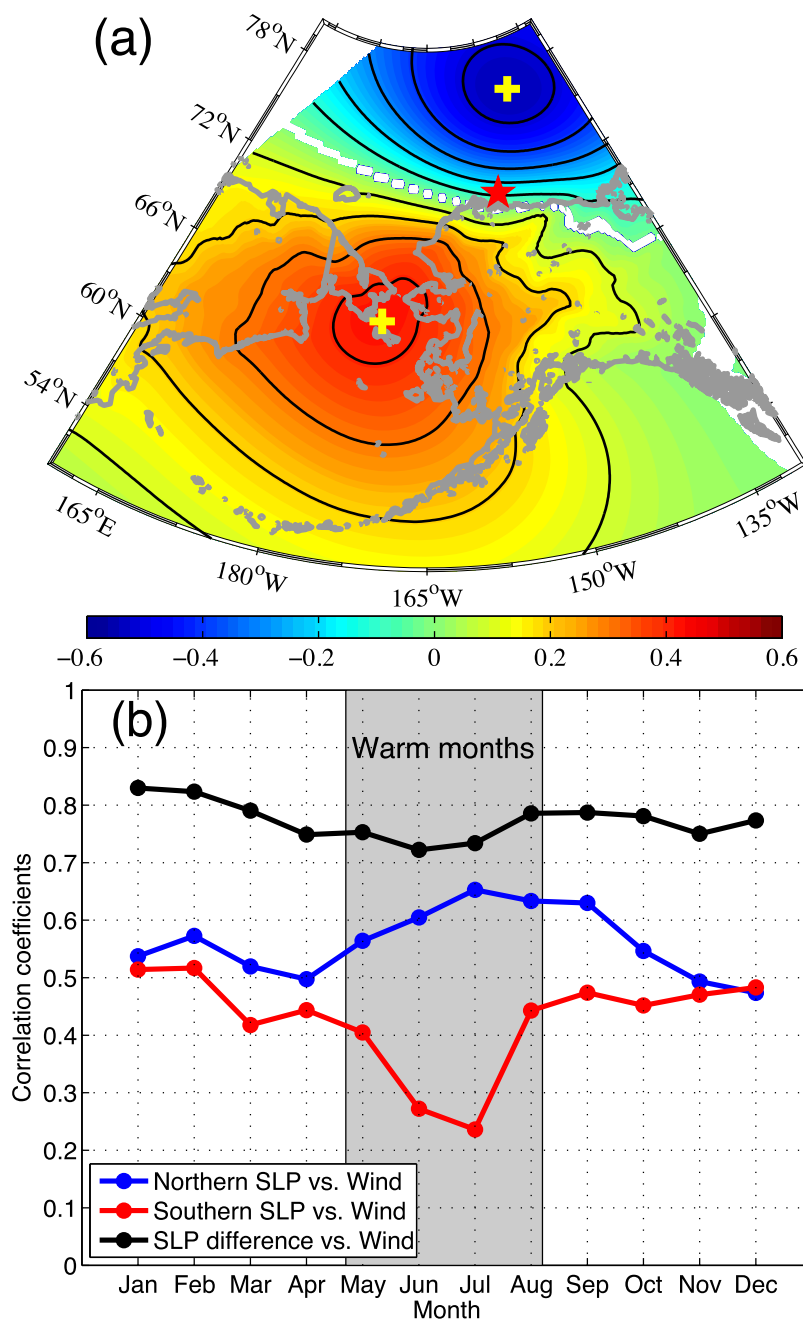 (a)
78°N
72°N
66°N
60°N
54°N
165°E
180°W
165°W
150°W
135°W
−0.6 −0.4 −0.2 0 0.2 0.4 0.6
(b)
Warm months
Correlation coefficients
1
0.9
0.8
0.7
0.6
0.5
0.4
0.3
0.2
0.1
0
Northern SLP vs. Wind
Southern SLP vs. Wind
SLP difference vs. Wind
Jan Feb Mar Apr May Jun Jul Aug Sep Oct Nov Dec
Month